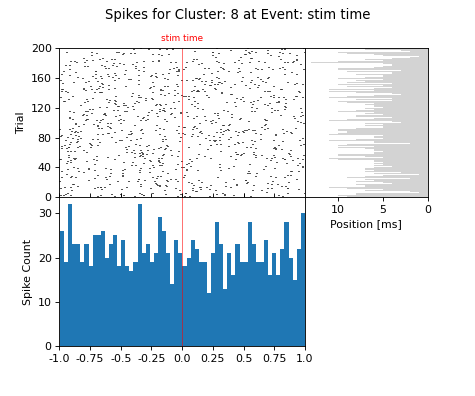 Spikes for Cluster: 8 at Event: stim time
stim time
200
160
120
80
40
0
Trial
10 5 0
Position [ms]
30
20
10
0
Spike Count
-1.0 -0.75 -0.5 -0.25 0.0 0.25 0.5 0.75 1.0